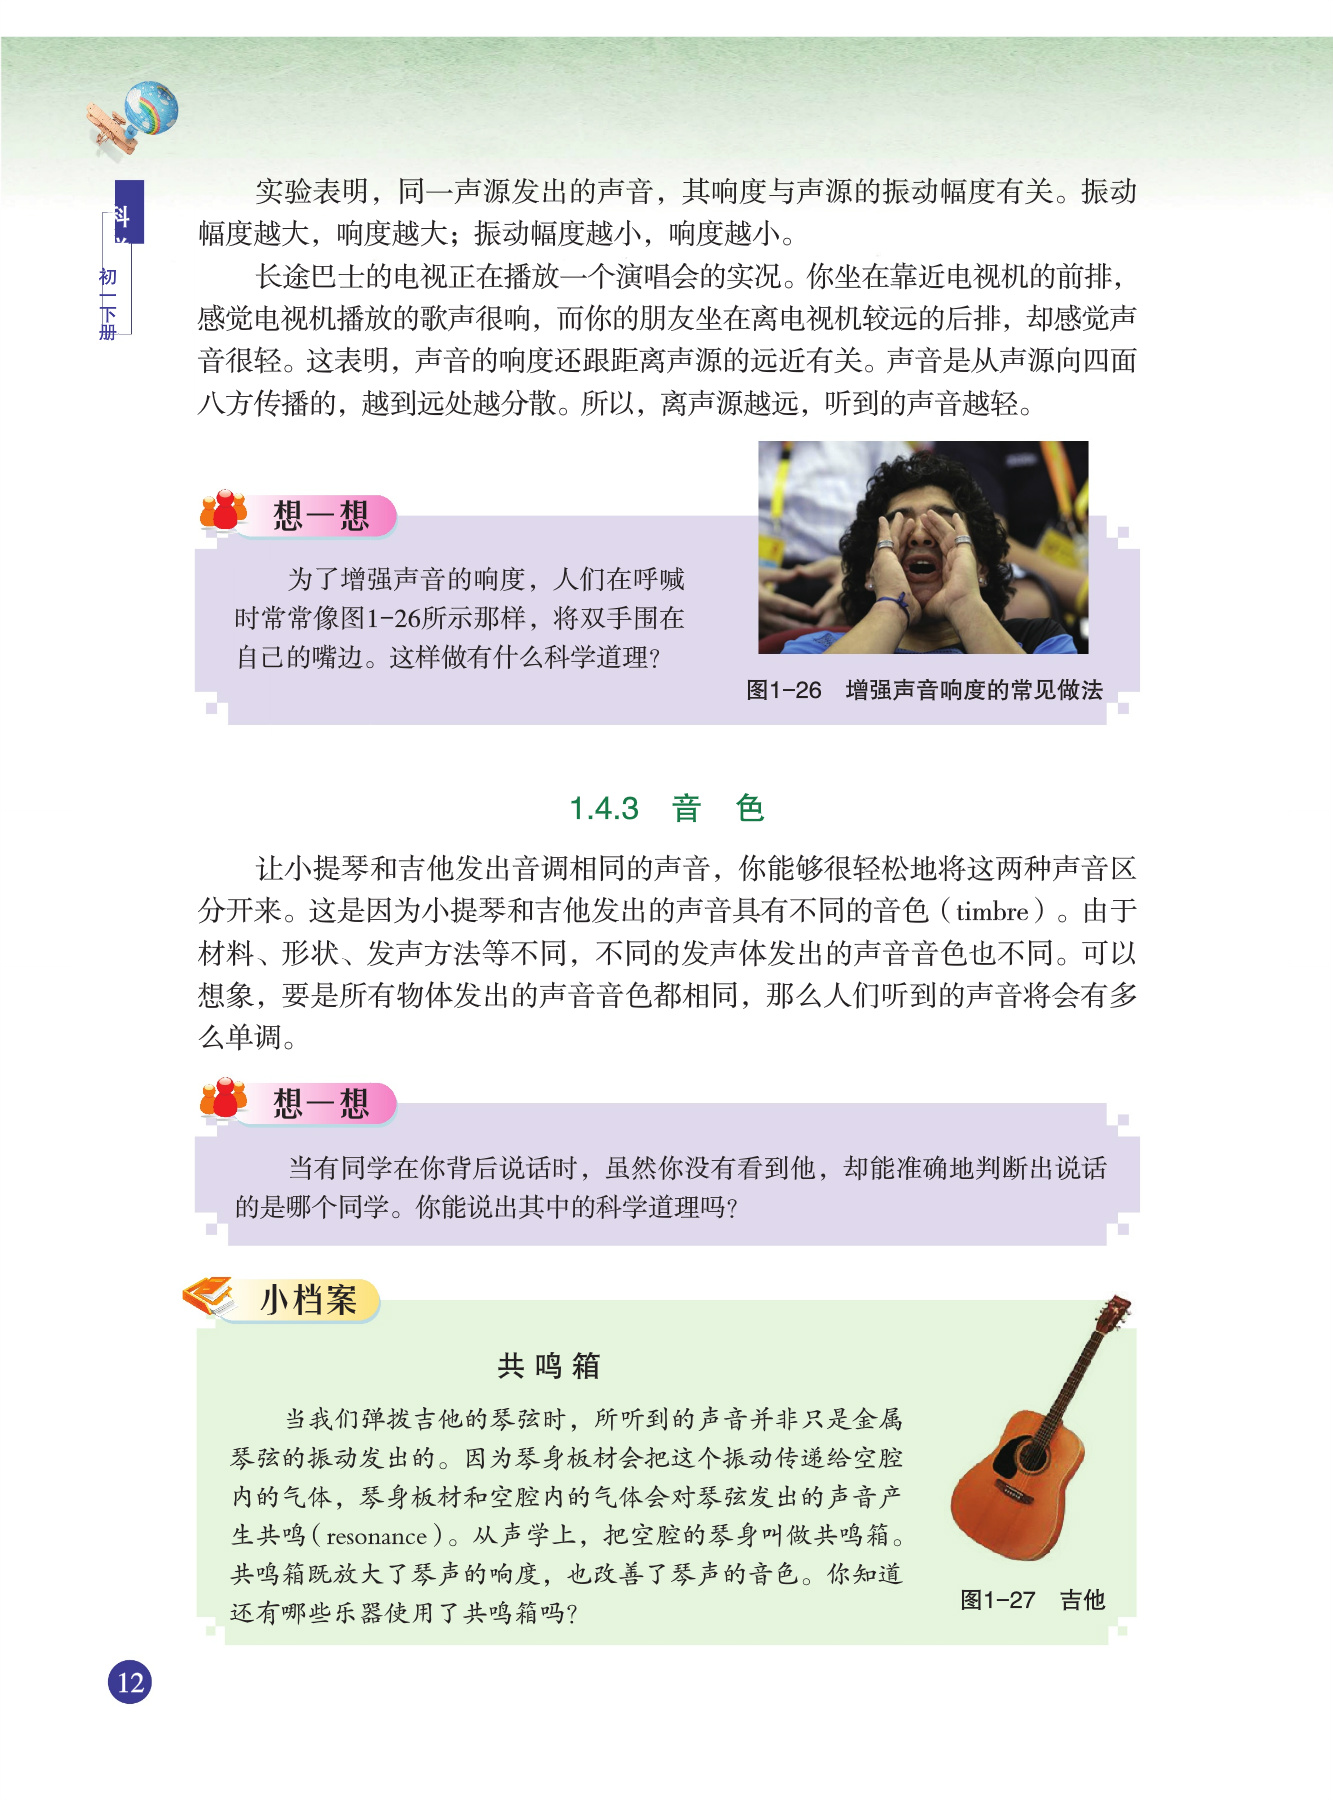 科
初一下册
实验表明，同一声源发出的声音，其响度与声源的振动幅度有关。振动
幅度越大，响度越大；振动幅度越小，响度越小。
长途巴士的电视正在播放一个演唱会的实况。你坐在靠近电视机的前排，
感觉电视机播放的歌声很响，而你的朋友坐在离电视机较远的后排，却感觉声
音很轻。这表明，声音的响度还跟距离声源的远近有关。声音是从声源向四面
八方传播的，越到远处越分散。所以，离声源越远，听到的声音越轻。
想一想
为了增强声音的响度，人们在呼喊
时常常像图1-26所示那样，将双手围在
自己的嘴边。这样做有什么科学道理？
图1-26 增强声音响度的常见做法
1.4.3 音 色
让小提琴和吉他发出音调相同的声音，你能够很轻松地将这两种声音区
分开来。这是因为小提琴和吉他发出的声音具有不同的音色（timbre）。由于
材料、形状、发声方法等不同，不同的发声体发出的声音音色也不同。可以
想象，要是所有物体发出的声音音色都相同，那么人们听到的声音将会有多
么单调。
想一想
当有同学在你背后说话时，虽然你没有看到他，却能准确地判断出说话
的是哪个同学。你能说出其中的科学道理吗？
小档案
共鸣箱
当我们弹拨吉他的琴弦时，所听到的声音并非只是金属
琴弦的振动发出的。因为琴身板材会把这个振动传递给空腔
内的气体，琴身板材和空腔内的气体会对琴弦发出的声音产
生共鸣（resonance）。从声学上，把空腔的琴身叫做共鸣箱。
共鸣箱既放大了琴声的响度，也改善了琴声的音色。你知道
还有哪些乐器使用了共鸣箱吗？
图1-27 吉他
12